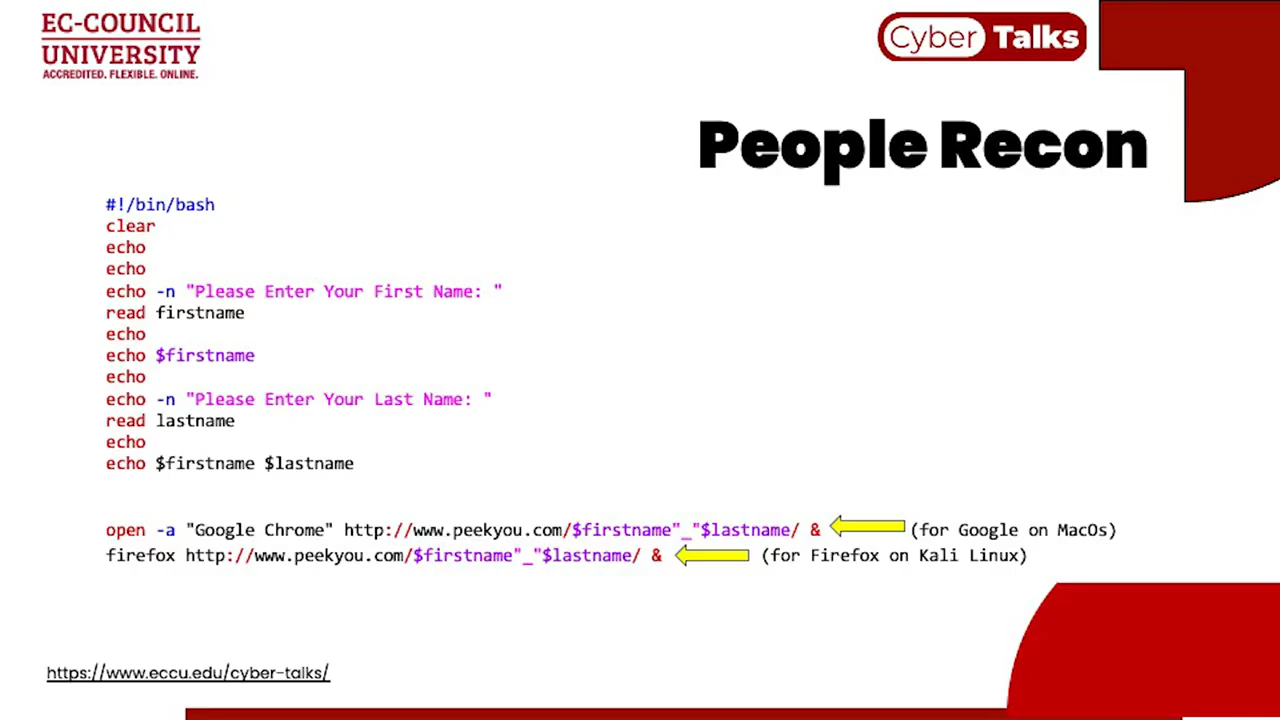 EC-COUNCIL
UNIVERSITY
ACCREDITED. FLEXIBLE. ONLINE.
Cyber Talks
People Recon
#!/bin/bash
clear
echo
echo
echo -n "Please Enter Your First Name: "
read firstname
echo
echo $firstname
echo
echo -n "Please Enter Your Last Name: "
read lastname
echo
echo $firstname $lastname
open -a "Google Chrome" http://www.peekyou.com/$firstname"_"$lastname/ & (for Google on MacOs)
firefox http://www.peekyou.com/$firstname"_"$lastname/ & (for Firefox on Kali Linux)
https://www.eccu.edu/cyber-talks/